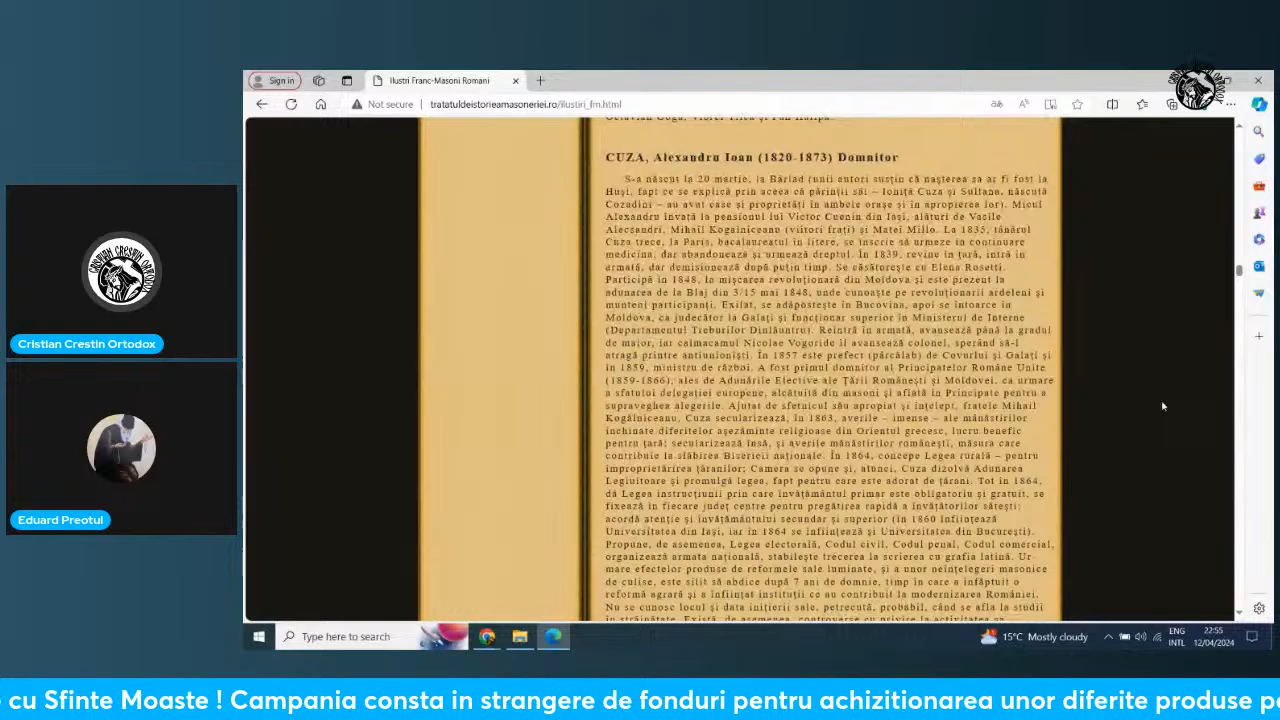 Sign in
Ilustri Franc-Masoni Romani
Not secure
tratatuldeistorieamasoneriei.ro/ilustiri_fm.html
CRISTIAN CRESTIN ORTODOX
Cristian Crestin Ortodox
Eduard Preotul
CUZA, Alexandru Ioan (1820-1873) Domnitor
S-a născut la 20 martie, la Bârlad (unii autori susţin că naşterea sa ar fi fost la
Huşi, fapt ce se explică prin aceea că părinţii săi – Ioniţă Cuza şi Sultana, născută
Cozadini – au avut case şi proprietăţi în ambele oraşe şi în apropierea lor). Micul
Alexandru învaţă la pensionul lui Victor Cuenin din Iaşi, alături de Vasile
Alecsandri, Mihail Kogalniceanu (viitori fraţi) şi Matei Millo. La 1835, tânărul
Cuza trece, la Paris, bacalaureatul în litere, se înscrie să urmeze în continuare
medicina, dar abandonează şi urmează dreptul. În 1839, revine în ţară, intră în
armată, dar demisionează după puţin timp. Se căsătoreşte cu Elena Rosetti.
Participă în 1848, la mişcarea revoluţionară din Moldova şi este prezent la
adunarea de la Blaj din 3/15 mai 1848, unde cunoaşte pe revoluţionarii ardeleni şi
munteni participanţi. Exilat, se adăposteşte în Bucovina, apoi se întoarce în
Moldova, ca judecător la Galaţi şi funcţionar superior în Ministerul de Interne
(Departamentul Treburilor Dinlăuntru). Reintră în armată, avansează până la gradul
de maior, iar caimacamul Nicolae Vogoride îl avansează colonel, sperând să-l
atragă printre antiunionişti. În 1857 este prefect (pârcălab) de Covurlui şi Galaţi şi
în 1859, ministru de război. A fost primul domnitor al Principatelor Române Unite
(1859-1866), ales de Adunările Elective ale Ţării Româneşti şi Moldovei, ca urmare
a sfatului delegaţiei europene, alcătuită din masoni şi aflată în Principate pentru a
supraveghea alegerile. Ajutat de sfetnicul său apropiat şi înţelept, fratele Mihail
Kogălniceanu, Cuza secularizează, în 1863, averile – imense – ale mânăstirilor
închinate diferitelor aşezăminte religioase din Orientul grecesc, lucru benefic
pentru ţară; secularizează însă, şi averile mânăstirilor româneşti, măsura care
contribuie la slăbirea Bisericii naţionale. În 1864, concepe Legea rurală – pentru
împroprietărirea ţăranilor; Camera se opune şi, atunci, Cuza dizolvă Adunarea
Legiuitoare şi promulgă legea, fapt pentru care este adorat de ţărani. Tot în 1864,
dă Legea instrucţiunii prin care învăţământul primar este obligatoriu şi gratuit, se
fixează în fiecare judeţ centre pentru pregătirea rapidă a învăţătorilor săteşti;
acordă atenţie şi învăţământului secundar şi superior (în 1860 înfiinţează
Universitatea din Iaşi, iar în 1864 se înfiinţează şi Universitatea din Bucureşti).
Propune, de asemenea, Legea electorală, Codul civil, Codul penal, Codul comercial,
organizează armata naţională, stabileşte trecerea la scrierea cu grafia latină. Ur-
mare efectelor produse de reformele sale luminate, şi a unor neînţelegeri masonice
de culise, este silit să abdice după 7 ani de domnie, timp în care a înfăptuit o
reformă agrară şi a înfiinţat instituţii ce au contribuit la modernizarea României.
Nu se cunosc locul şi data iniţierii sale, petrecută, probabil, când se afla la studii
Type here to search
15°C Mostly cloudy
ENG
INTL
22:55
12/04/2024
cu Sfinte Moaste ! Campania consta in strangere de fonduri pentru achizitionarea unor diferite produse